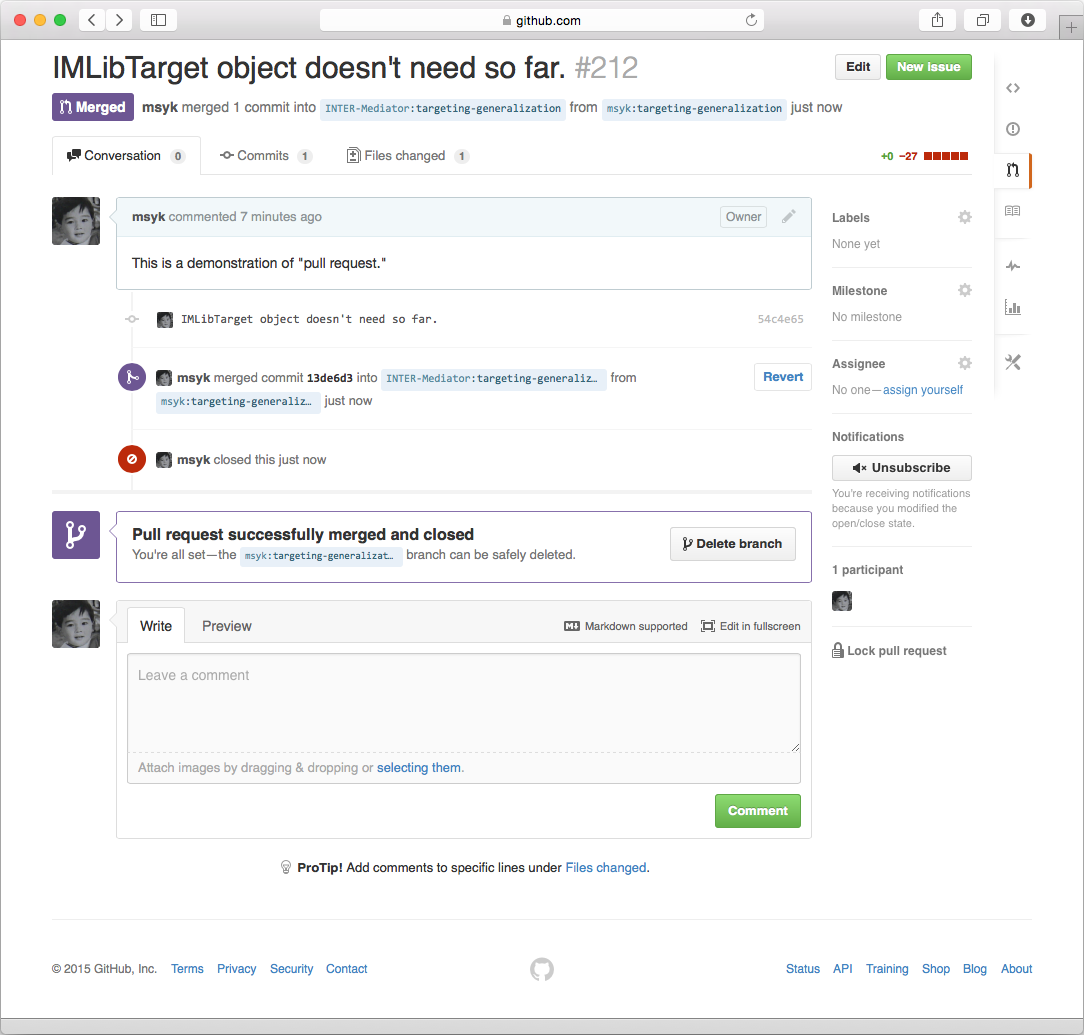 github.com
IMLibTarget object doesn't need so far. #212
Edit
New issue
Merged
msyk merged 1 commit into INTER-Mediator:targeting-generalization from msyk:targeting-generalization just now
Conversation 0
Commits 1
Files changed 1
+0 −27
msyk commented 7 minutes ago
Owner
This is a demonstration of "pull request."
IMLibTarget object doesn't need so far.
54c4e65
msyk merged commit 13de6d3 into INTER-Mediator:targeting-generaliz… from
msyk:targeting-generaliz… just now
Revert
msyk closed this just now
Pull request successfully merged and closed
You're all set—the msyk:targeting-generalizat… branch can be safely deleted.
Delete branch
Write
Preview
Markdown supported
Edit in fullscreen
Leave a comment
Attach images by dragging & dropping or selecting them.
Comment
ProTip! Add comments to specific lines under Files changed.
Labels
None yet
Milestone
No milestone
Assignee
No one—assign yourself
Notifications
Unsubscribe
You're receiving notifications
because you modified the
open/close state.
1 participant
Lock pull request
© 2015 GitHub, Inc. Terms Privacy Security Contact
Status API Training Shop Blog About